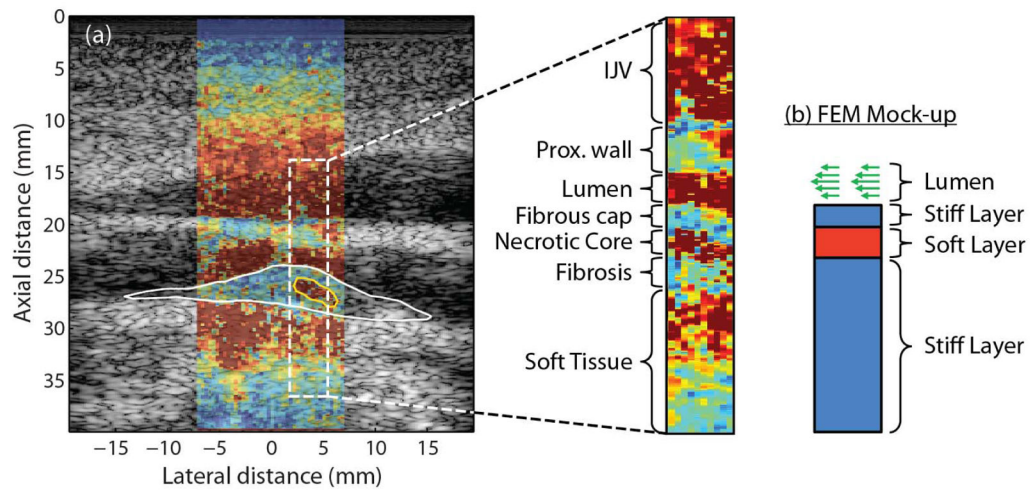 (a)
0
5
10
15
20
25
30
35
Axial distance (mm)
−15
−10
−5
0
5
10
15
Lateral distance (mm)
IJV
Prox. wall
Lumen
Fibrous cap
Necrotic Core
Fibrosis
Soft Tissue
(b) FEM Mock-up
Lumen
Stiff Layer
Soft Layer
Stiff Layer